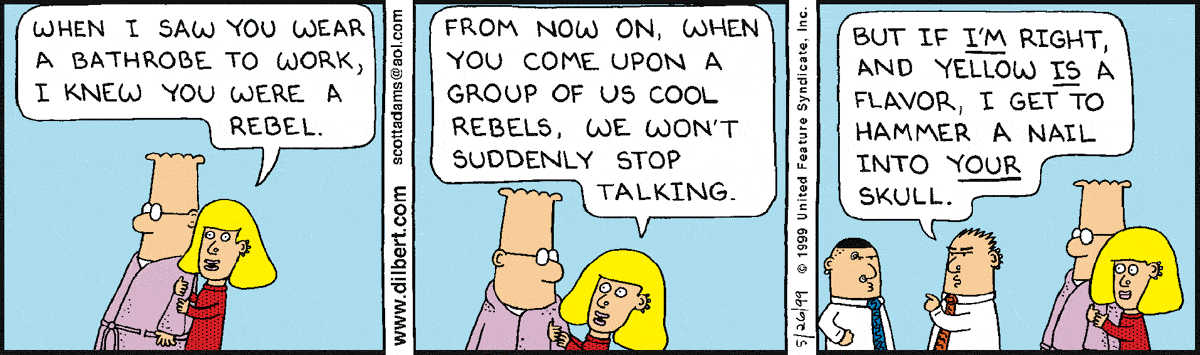 WHEN I SAW YOU WEAR
A BATHROBE TO WORK,
I KNEW YOU WERE A
REBEL.
www.dilbert.com
scottadams@aol.com
FROM NOW ON, WHEN
YOU COME UPON A
GROUP OF US COOL
REBELS, WE WON'T
SUDDENLY STOP
TALKING.
5/26/99 © 1999 United Feature Syndicate, Inc.
BUT IF I'M RIGHT,
AND YELLOW IS A
FLAVOR, I GET TO
HAMMER A NAIL
INTO YOUR
SKULL.